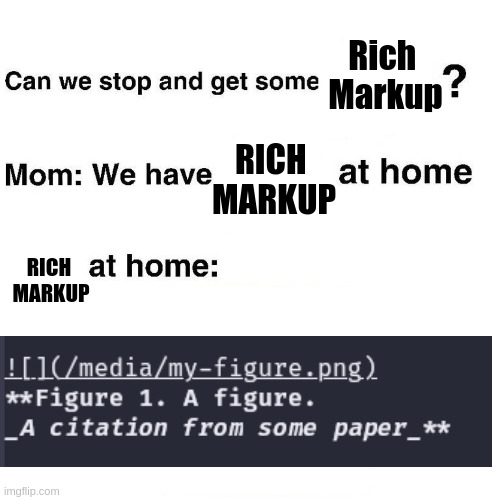 Can we stop and get some Rich Markup?
Mom: We have RICH MARKUP at home
RICH MARKUP at home:
![](/media/my-figure.png)
**Figure 1. A figure.
_A citation from some paper_**
imgflip.com